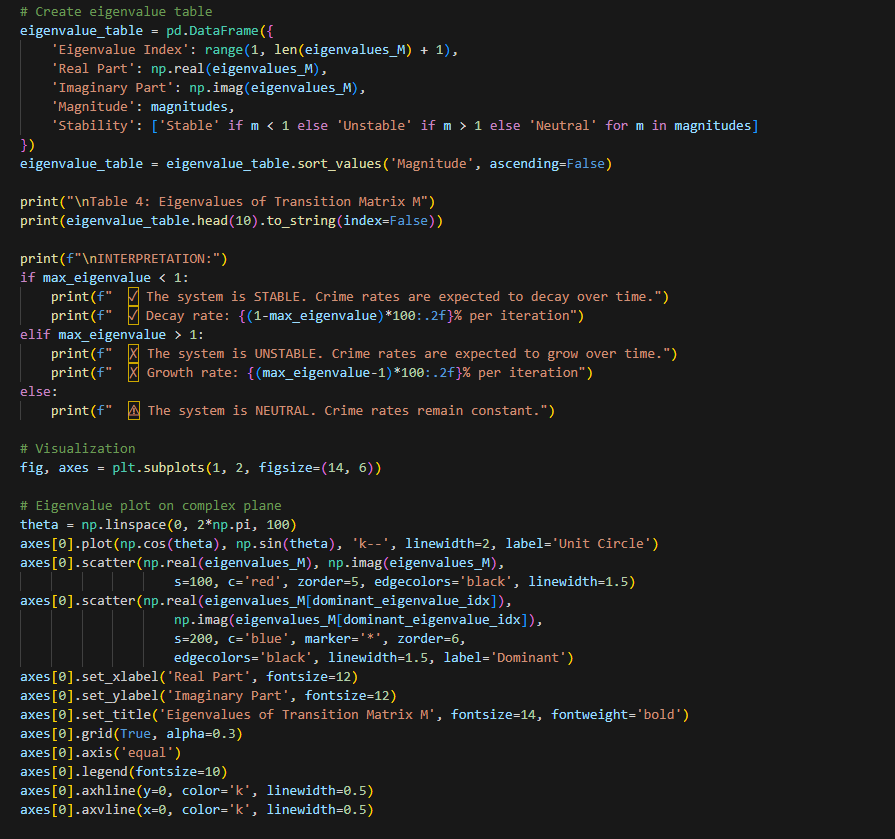 # Create eigenvalue table
eigenvalue_table = pd.DataFrame({
    'Eigenvalue Index': range(1, len(eigenvalues_M) + 1),
    'Real Part': np.real(eigenvalues_M),
    'Imaginary Part': np.imag(eigenvalues_M),
    'Magnitude': magnitudes,
    'Stability': ['Stable' if m < 1 else 'Unstable' if m > 1 else 'Neutral' for m in magnitudes]
})
eigenvalue_table = eigenvalue_table.sort_values('Magnitude', ascending=False)

print("\nTable 4: Eigenvalues of Transition Matrix M")
print(eigenvalue_table.head(10).to_string(index=False))

print(f"\nINTERPRETATION:")
if max_eigenvalue < 1:
    print(f"  ✓ The system is STABLE. Crime rates are expected to decay over time.")
    print(f"  ✓ Decay rate: {(1-max_eigenvalue)*100:.2f}% per iteration")
elif max_eigenvalue > 1:
    print(f"  ✗ The system is UNSTABLE. Crime rates are expected to grow over time.")
    print(f"  ✗ Growth rate: {(max_eigenvalue-1)*100:.2f}% per iteration")
else:
    print(f"  ⚠ The system is NEUTRAL. Crime rates remain constant.")

# Visualization
fig, axes = plt.subplots(1, 2, figsize=(14, 6))

# Eigenvalue plot on complex plane
theta = np.linspace(0, 2*np.pi, 100)
axes[0].plot(np.cos(theta), np.sin(theta), 'k--', linewidth=2, label='Unit Circle')
axes[0].scatter(np.real(eigenvalues_M), np.imag(eigenvalues_M),
                s=100, c='red', zorder=5, edgecolors='black', linewidth=1.5)
axes[0].scatter(np.real(eigenvalues_M[dominant_eigenvalue_idx]),
                np.imag(eigenvalues_M[dominant_eigenvalue_idx]),
                s=200, c='blue', marker='*', zorder=6,
                edgecolors='black', linewidth=1.5, label='Dominant')
axes[0].set_xlabel('Real Part', fontsize=12)
axes[0].set_ylabel('Imaginary Part', fontsize=12)
axes[0].set_title('Eigenvalues of Transition Matrix M', fontsize=14, fontweight='bold')
axes[0].grid(True, alpha=0.3)
axes[0].axis('equal')
axes[0].legend(fontsize=10)
axes[0].axhline(y=0, color='k', linewidth=0.5)
axes[0].axvline(x=0, color='k', linewidth=0.5)